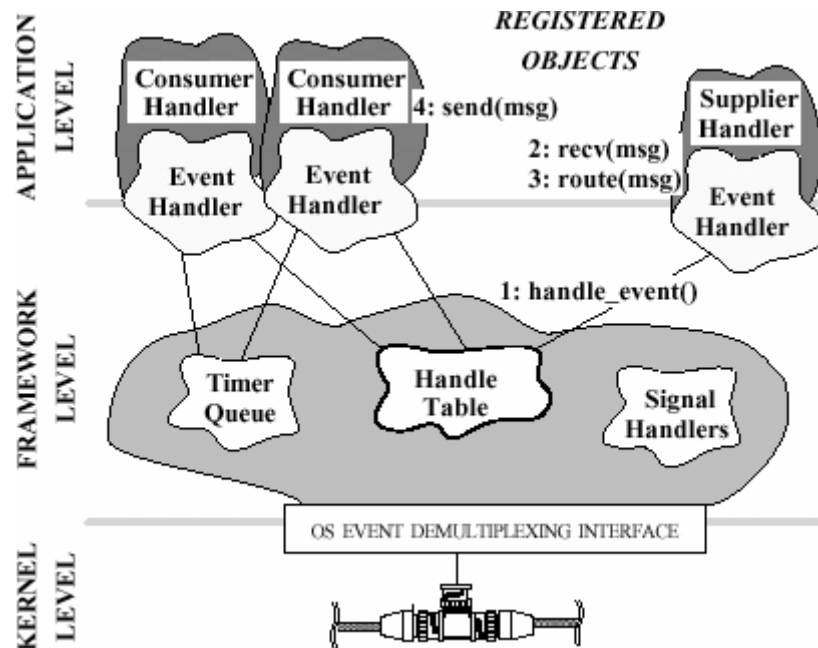 REGISTERED
OBJECTS
APPLICATION
LEVEL
Consumer
Handler
Consumer
Handler
4: send(msg)
Supplier
Handler
2: recv(msg)
3: route(msg)
Event
Handler
Event
Handler
Event
Handler
1: handle_event()
FRAMEWORK
LEVEL
Timer
Queue
Handle
Table
Signal
Handlers
OS EVENT DEMULTIPLEXING INTERFACE
KERNEL
LEVEL